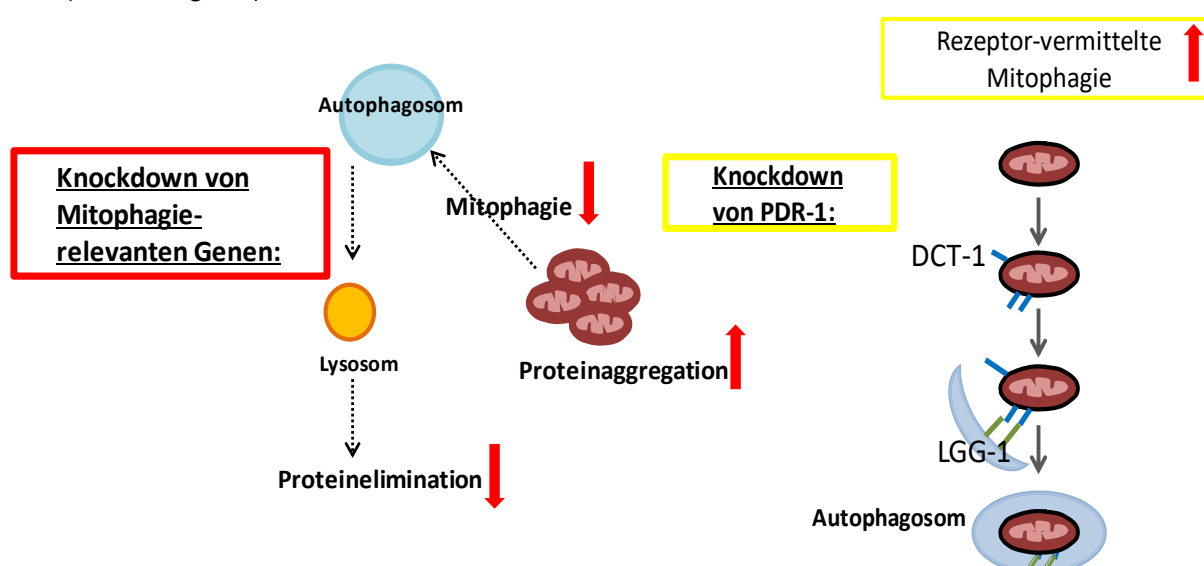 Autophagosom
Knockdown von
Mitophagie-
relevanten Genen:
Mitophagie
Lysosom
Proteinaggregation
Proteinelimination
Knockdown
von PDR-1:
Rezeptor-vermittelte
Mitophagie
DCT-1
LGG-1
Autophagosom